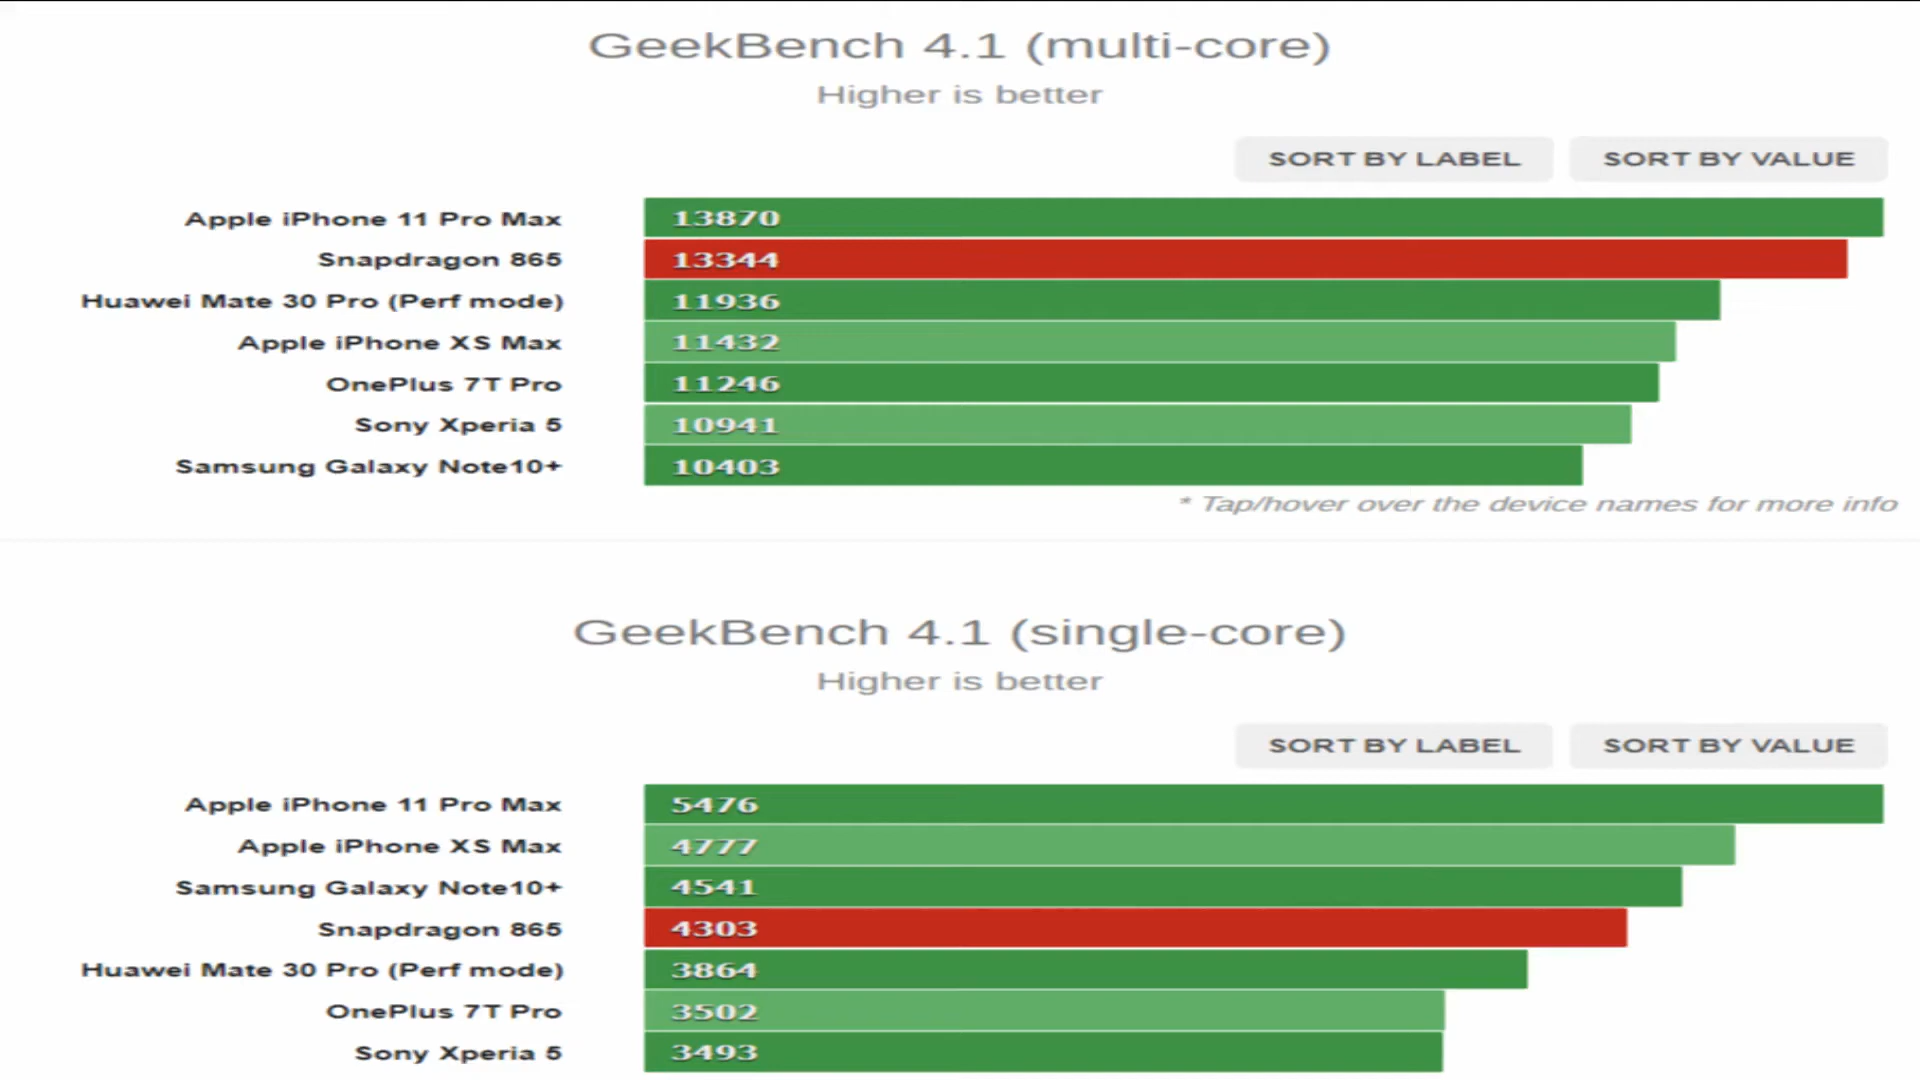 GeekBench 4.1 (multi-core)
Higher is better
SORT BY LABEL SORT BY VALUE
Apple iPhone 11 Pro Max 13870
Snapdragon 865 13344
Huawei Mate 30 Pro (Perf mode) 11936
Apple iPhone XS Max 11432
OnePlus 7T Pro 11246
Sony Xperia 5 10941
Samsung Galaxy Note10+ 10403
* Tap/hover over the device names for more info
GeekBench 4.1 (single-core)
Higher is better
SORT BY LABEL SORT BY VALUE
Apple iPhone 11 Pro Max 5476
Apple iPhone XS Max 4777
Samsung Galaxy Note10+ 4541
Snapdragon 865 4303
Huawei Mate 30 Pro (Perf mode) 3864
OnePlus 7T Pro 3502
Sony Xperia 5 3493